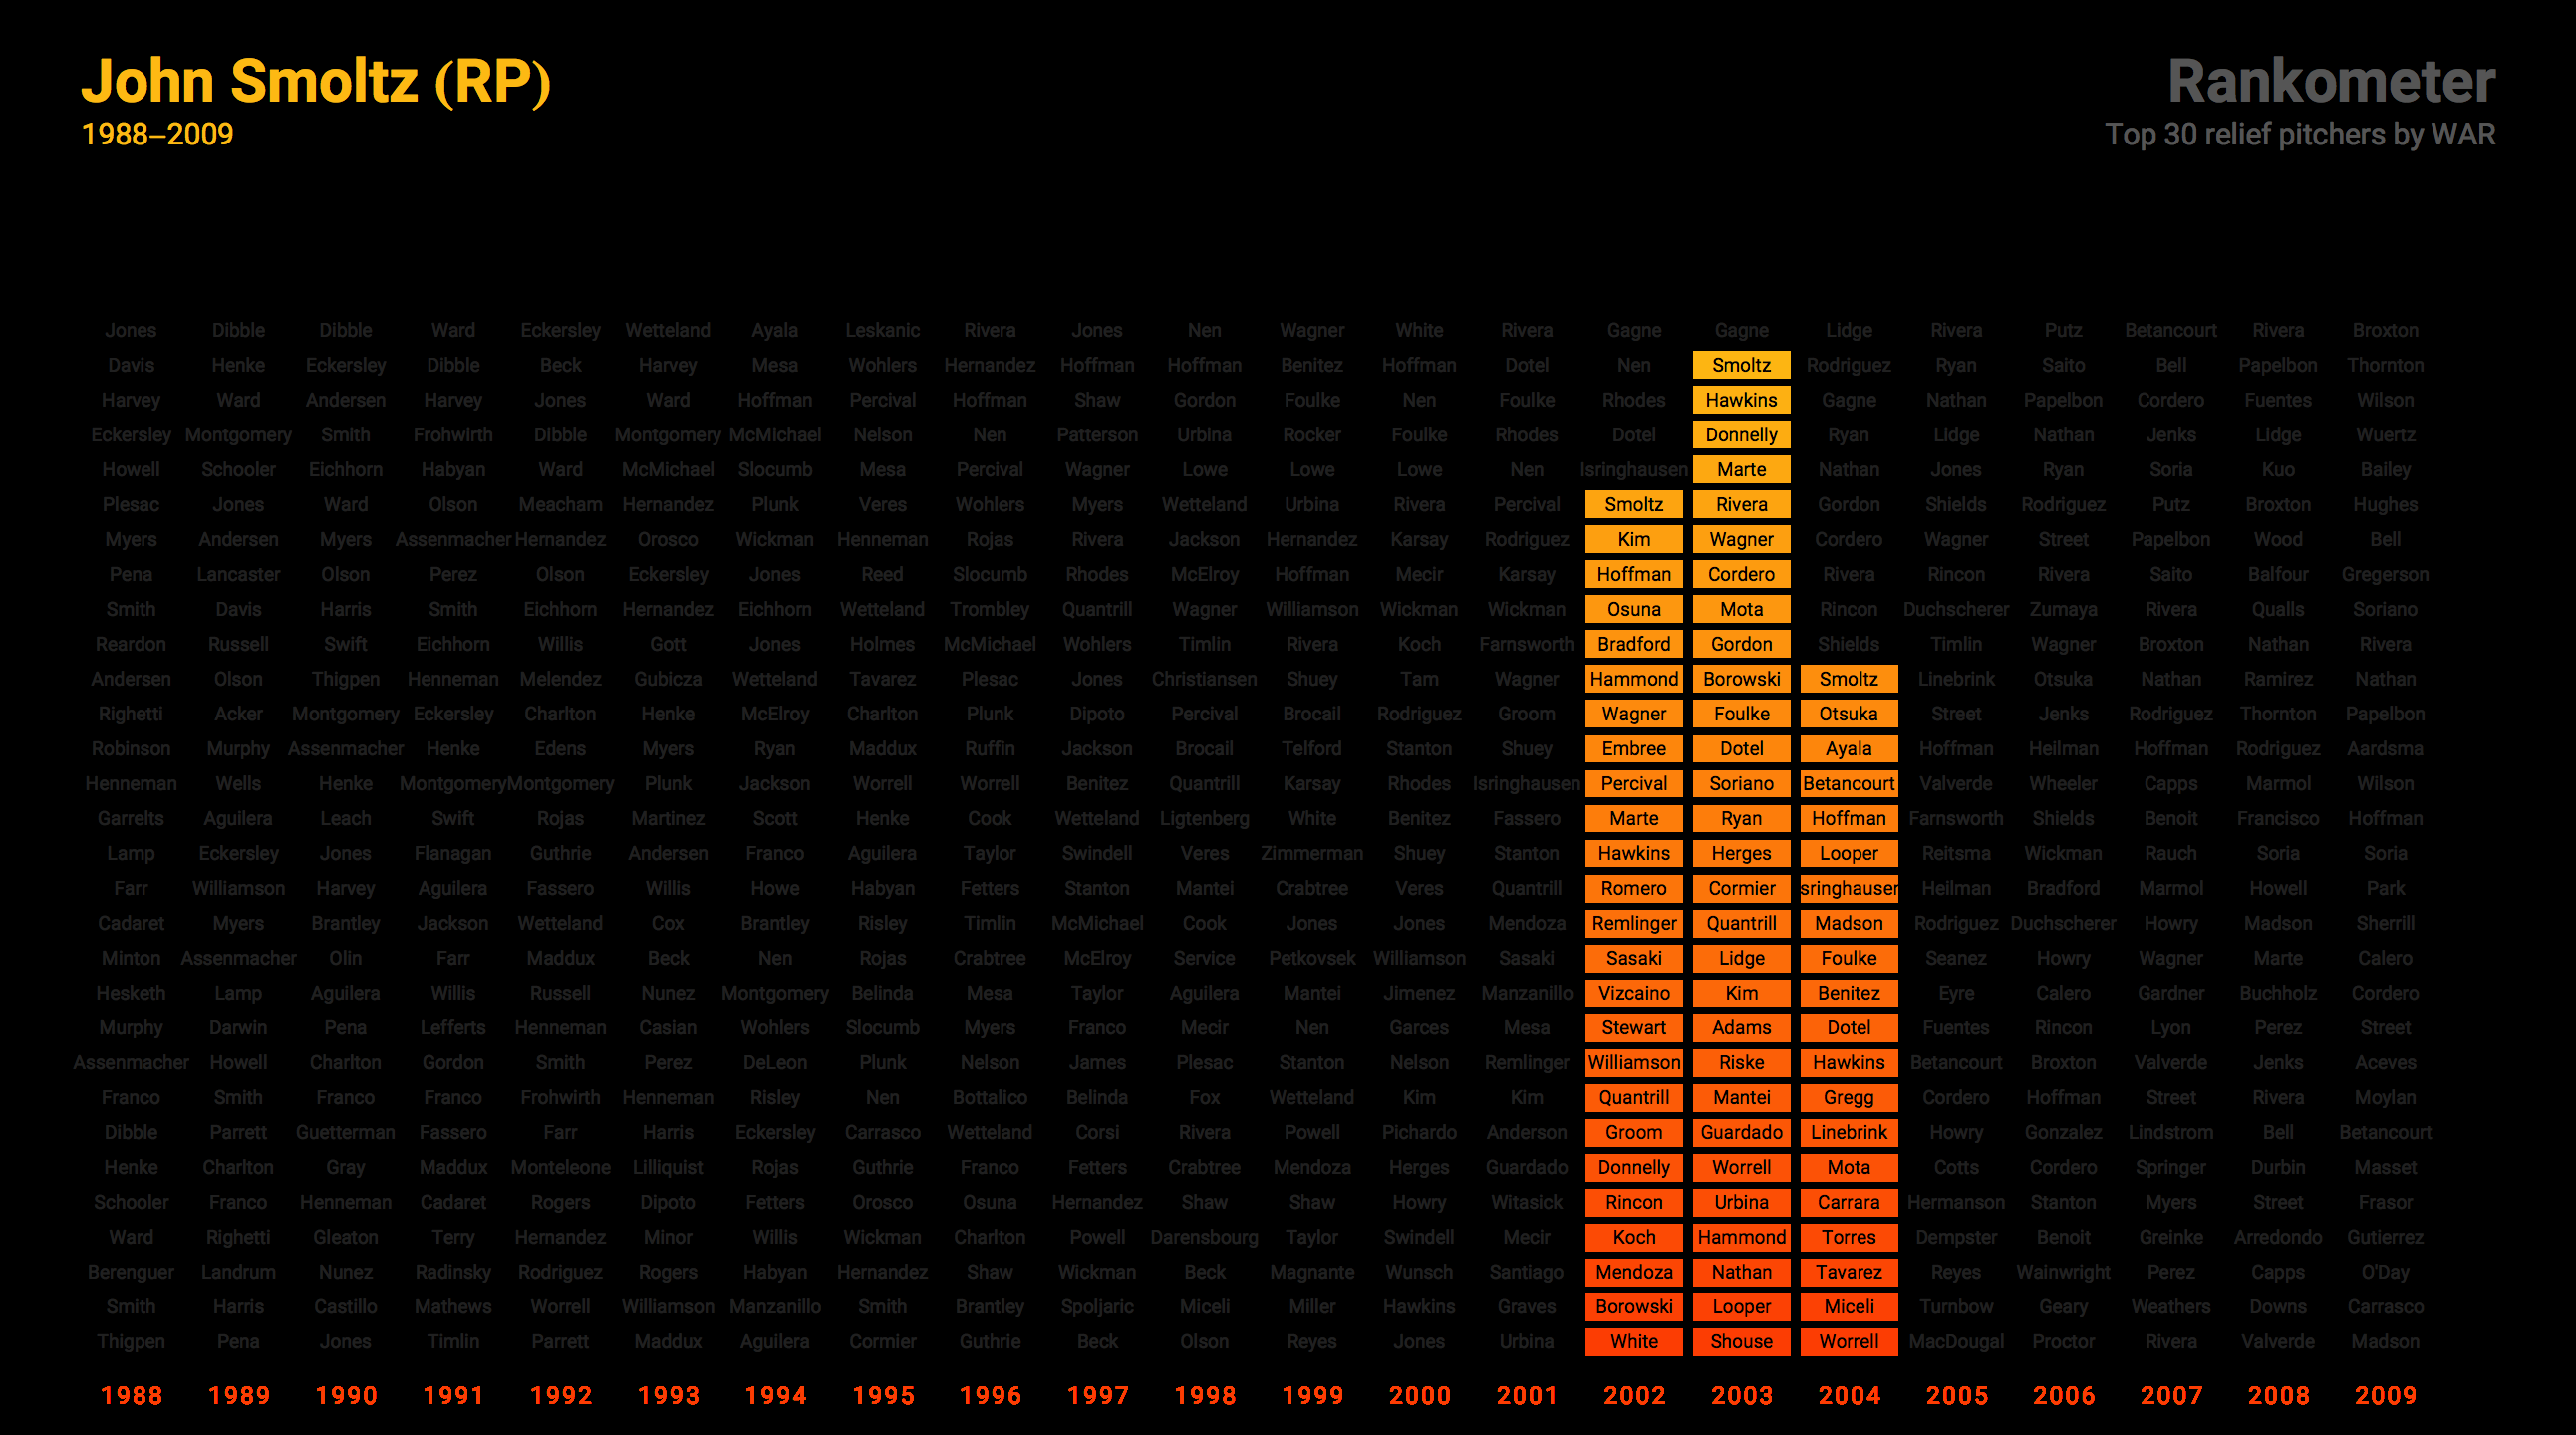 John Smoltz (RP)
1988–2009
Rankometer
Top 30 relief pitchers by WAR
Jones Dibble Dibble Ward Eckersley Wetteland Ayala Leskanic Rivera Jones Nen Wagner White Rivera Gagne Gagne Lidge Rivera Putz Betancourt Rivera Broxton
Davis Henke Eckersley Dibble Beck Harvey Mesa Wohlers Hernandez Hoffman Hoffman Benitez Hoffman Dotel Nen Smoltz Rodriguez Ryan Saito Bell Papelbon Thornton
Harvey Ward Andersen Harvey Jones Ward Hoffman Percival Hoffman Shaw Gordon Foulke Nen Foulke Rhodes Hawkins Gagne Nathan Papelbon Cordero Fuentes Wilson
Eckersley Montgomery Smith Frohwirth Dibble Montgomery McMichael Nelson Nen Patterson Urbina Rocker Foulke Rhodes Dotel Donnelly Ryan Lidge Nathan Jenks Lidge Wuertz
Howell Schooler Eichhorn Habyan Ward McMichael Slocumb Mesa Percival Wagner Lowe Lowe Lowe Nen Isringhausen Marte Nathan Jones Ryan Soria Kuo Bailey
Plesac Jones Ward Olson Meacham Hernandez Plunk Veres Wohlers Myers Wetteland Urbina Rivera Percival Smoltz Rivera Gordon Shields Rodriguez Putz Broxton Hughes
Myers Andersen Myers Assenmacher Hernandez Orosco Wickman Henneman Rojas Rivera Jackson Hernandez Karsay Rodriguez Kim Wagner Cordero Wagner Street Papelbon Wood Bell
Pena Lancaster Olson Perez Olson Eckersley Jones Reed Slocumb Rhodes McElroy Hoffman Mecir Karsay Hoffman Cordero Rivera Rincon Rivera Saito Balfour Gregerson
Smith Davis Harris Smith Eichhorn Hernandez Eichhorn Wetteland Trombley Quantrill Wagner Williamson Wickman Wickman Osuna Mota Rincon Duchscherer Zumaya Rivera Qualls Soriano
Reardon Russell Swift Eichhorn Willis Gott Jones Holmes McMichael Wohlers Timlin Rivera Koch Farnsworth Bradford Gordon Shields Timlin Wagner Broxton Nathan Rivera
Andersen Olson Thigpen Henneman Melendez Gubicza Wetteland Tavarez Plesac Jones Christiansen Shuey Tam Wagner Hammond Borowski Smoltz Linebrink Otsuka Nathan Ramirez Nathan
Righetti Acker Montgomery Eckersley Charlton Henke McElroy Charlton Plunk Dipoto Percival Brocail Rodriguez Groom Wagner Foulke Otsuka Street Jenks Rodriguez Thornton Papelbon
Robinson Murphy Assenmacher Henke Edens Myers Ryan Maddux Ruffin Jackson Brocail Telford Stanton Shuey Embree Dotel Ayala Hoffman Heilman Hoffman Rodriguez Aardsma
Henneman Wells Henke Montgomery Montgomery Plunk Jackson Worrell Worrell Benitez Quantrill Karsay Rhodes Isringhausen Percival Soriano Betancourt Valverde Wheeler Capps Marmol Wilson
Garrelts Aguilera Leach Swift Rojas Martinez Scott Henke Cook Wetteland Ligtenberg White Benitez Fassero Marte Ryan Hoffman Farnsworth Shields Benoit Francisco Hoffman
Lamp Eckersley Jones Flanagan Guthrie Andersen Franco Aguilera Taylor Swindell Veres Zimmerman Shuey Stanton Hawkins Herges Looper Reitsma Wickman Rauch Soria Soria
Farr Williamson Harvey Aguilera Fassero Willis Howe Habyan Fetters Stanton Mantei Crabtree Veres Quantrill Romero Cormier sringhauser Heilman Bradford Marmol Howell Park
Cadaret Myers Brantley Jackson Wetteland Cox Brantley Risley Timlin McMichael Cook Jones Jones Mendoza Remlinger Quantrill Madson Rodriguez Duchscherer Howry Madson Sherrill
Minton Assenmacher Olin Farr Maddux Beck Nen Rojas Crabtree McElroy Service Petkovsek Williamson Sasaki Sasaki Lidge Foulke Seanez Howry Wagner Marte Calero
Hesketh Lamp Aguilera Willis Russell Nunez Montgomery Belinda Mesa Taylor Aguilera Mantei Jimenez Manzanillo Vizcaino Kim Benitez Eyre Calero Gardner Buchholz Cordero
Murphy Darwin Pena Lefferts Henneman Casian Wohlers Slocumb Myers Franco Mecir Nen Garces Mesa Stewart Adams Dotel Fuentes Rincon Lyon Perez Street
Assenmacher Howell Charlton Gordon Smith Perez DeLeon Plunk Nelson James Plesac Stanton Nelson Remlinger Williamson Riske Hawkins Betancourt Broxton Valverde Jenks Aceves
Franco Smith Franco Franco Frohwirth Henneman Risley Nen Bottalico Belinda Fox Wetteland Kim Kim Quantrill Mantei Gregg Cordero Hoffman Street Rivera Moylan
Dibble Parrett Guetterman Fassero Farr Harris Eckersley Carrasco Wetteland Corsi Rivera Powell Pichardo Anderson Groom Guardado Linebrink Howry Gonzalez Lindstrom Bell Betancourt
Henke Charlton Gray Maddux Monteleone Lilliquist Rojas Guthrie Franco Fetters Crabtree Mendoza Herges Guardado Donnelly Worrell Mota Cotts Cordero Springer Durbin Masset
Schooler Franco Henneman Cadaret Rogers Dipoto Fetters Orosco Osuna Hernandez Shaw Shaw Howry Witasick Rincon Urbina Carrara Hermanson Stanton Myers Street Frasor
Ward Righetti Gleaton Terry Hernandez Minor Willis Wickman Charlton Powell Darensbourg Taylor Swindell Mecir Koch Hammond Torres Dempster Benoit Greinke Arredondo Gutierrez
Berenguer Landrum Nunez Radinsky Rodriguez Rogers Habyan Hernandez Shaw Wickman Beck Magnante Wunsch Santiago Mendoza Nathan Tavarez Reyes Wainwright Perez Capps O'Day
Smith Harris Castillo Mathews Worrell Williamson Manzanillo Smith Brantley Spoljaric Miceli Miller Hawkins Graves Borowski Looper Miceli Turnbow Geary Weathers Downs Carrasco
Thigpen Pena Jones Timlin Parrett Maddux Aguilera Cormier Guthrie Beck Olson Reyes Jones Urbina White Shouse Worrell MacDougal Proctor Rivera Valverde Madson
1988 1989 1990 1991 1992 1993 1994 1995 1996 1997 1998 1999 2000 2001 2002 2003 2004 2005 2006 2007 2008 2009